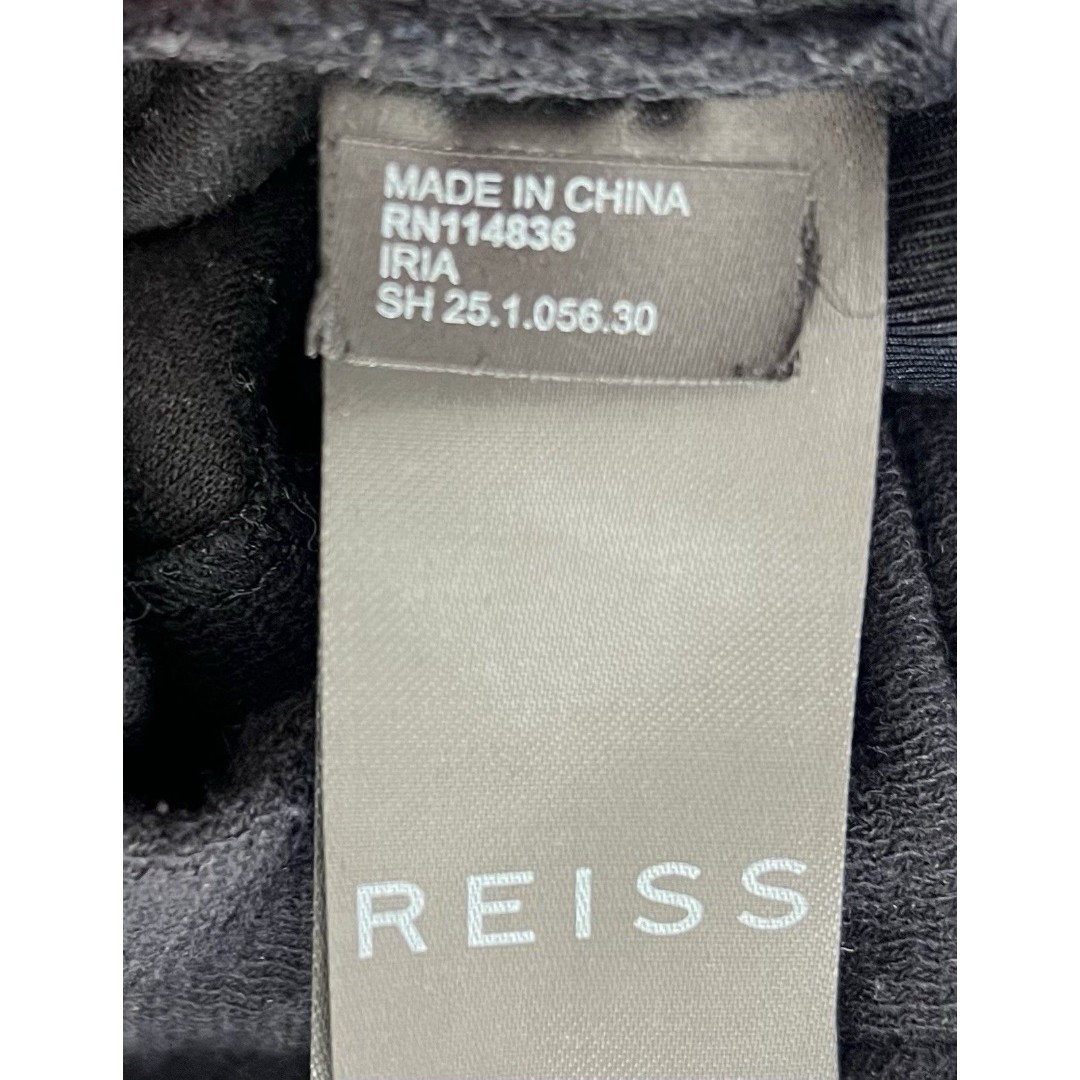 MADE IN CHINA
RN114836
IRIA
SH 25.1.056.30
REISS